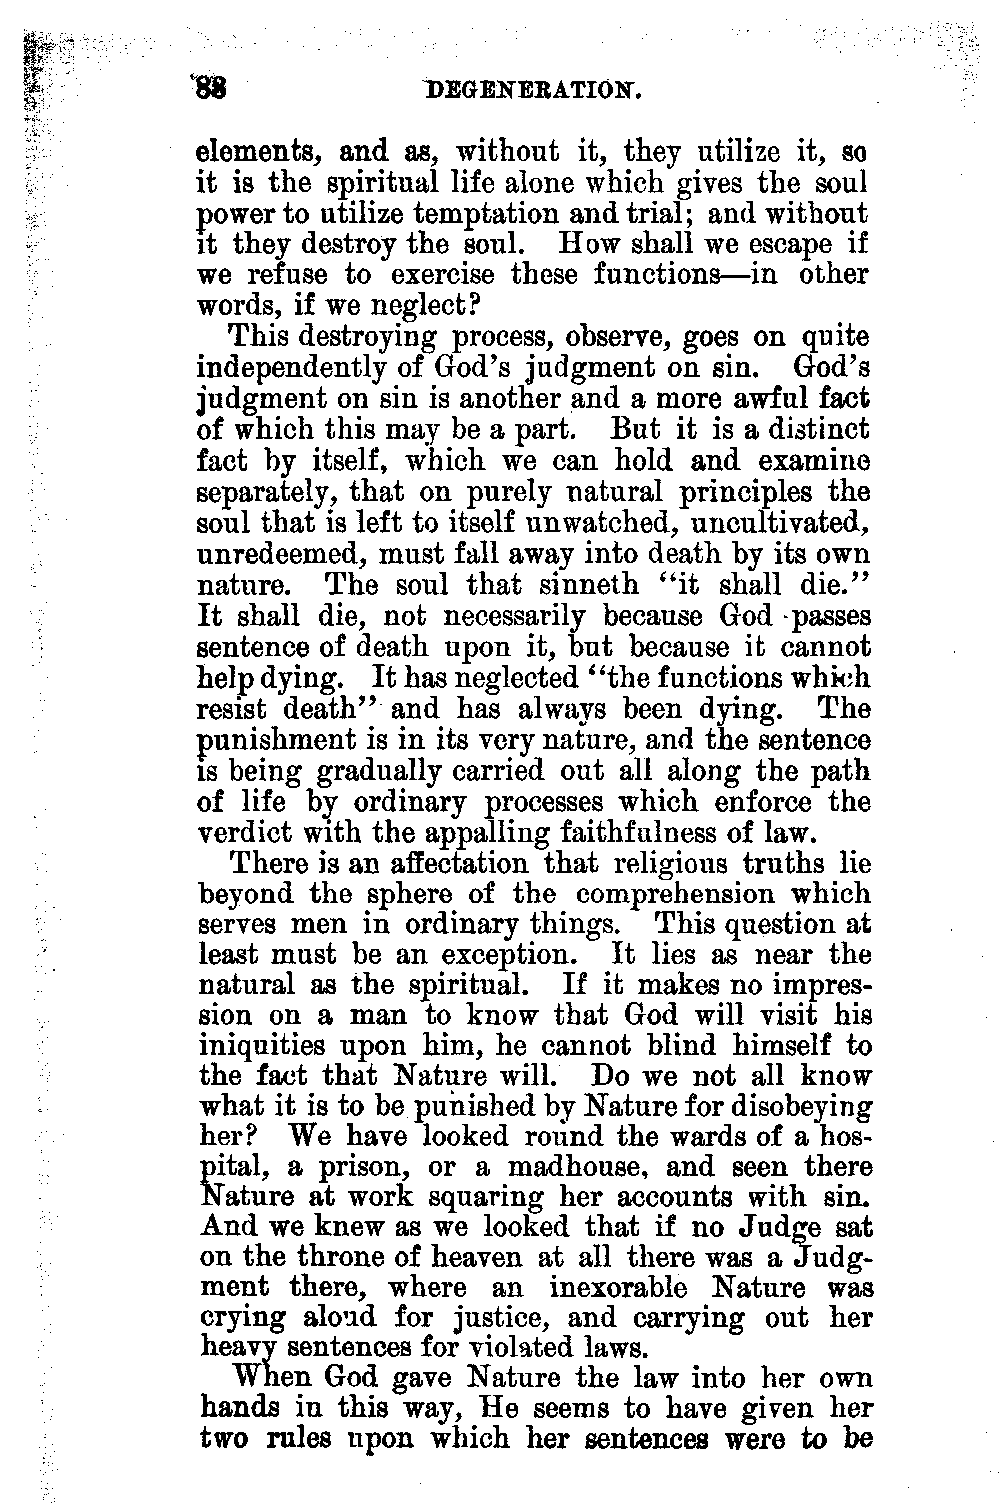 88 DEGENERATION.
elements, and as, without it, they utilize it, so
it is the spiritual life alone which gives the soul
power to utilize temptation and trial; and without
it they destroy the soul. How shall we escape if
we refuse to exercise these functions—in other
words, if we neglect?
This destroying process, observe, goes on quite
independently of God's judgment on sin. God's
judgment on sin is another and a more awful fact
of which this may be a part. But it is a distinct
fact by itself, which we can hold and examine
separately, that on purely natural principles the
soul that is left to itself unwatched, uncultivated,
unredeemed, must fall away into death by its own
nature. The soul that sinneth "it shall die."
It shall die, not necessarily because God passes
sentence of death upon it, but because it cannot
help dying. It has neglected "the functions which
resist death" and has always been dying. The
punishment is in its very nature, and the sentence
is being gradually carried out all along the path
of life by ordinary processes which enforce the
verdict with the appalling faithfulness of law.
There is an affectation that religious truths lie
beyond the sphere of the comprehension which
serves men in ordinary things. This question at
least must be an exception. It lies as near the
natural as the spiritual. If it makes no impres-
sion on a man to know that God will visit his
iniquities upon him, he cannot blind himself to
the fact that Nature will. Do we not all know
what it is to be punished by Nature for disobeying
her? We have looked round the wards of a hos-
pital, a prison, or a madhouse, and seen there
Nature at work squaring her accounts with sin.
And we knew as we looked that if no Judge sat
on the throne of heaven at all there was a Judg-
ment there, where an inexorable Nature was
crying aloud for justice, and carrying out her
heavy sentences for violated laws.
When God gave Nature the law into her own
hands in this way, He seems to have given her
two rules upon which her sentences were to be